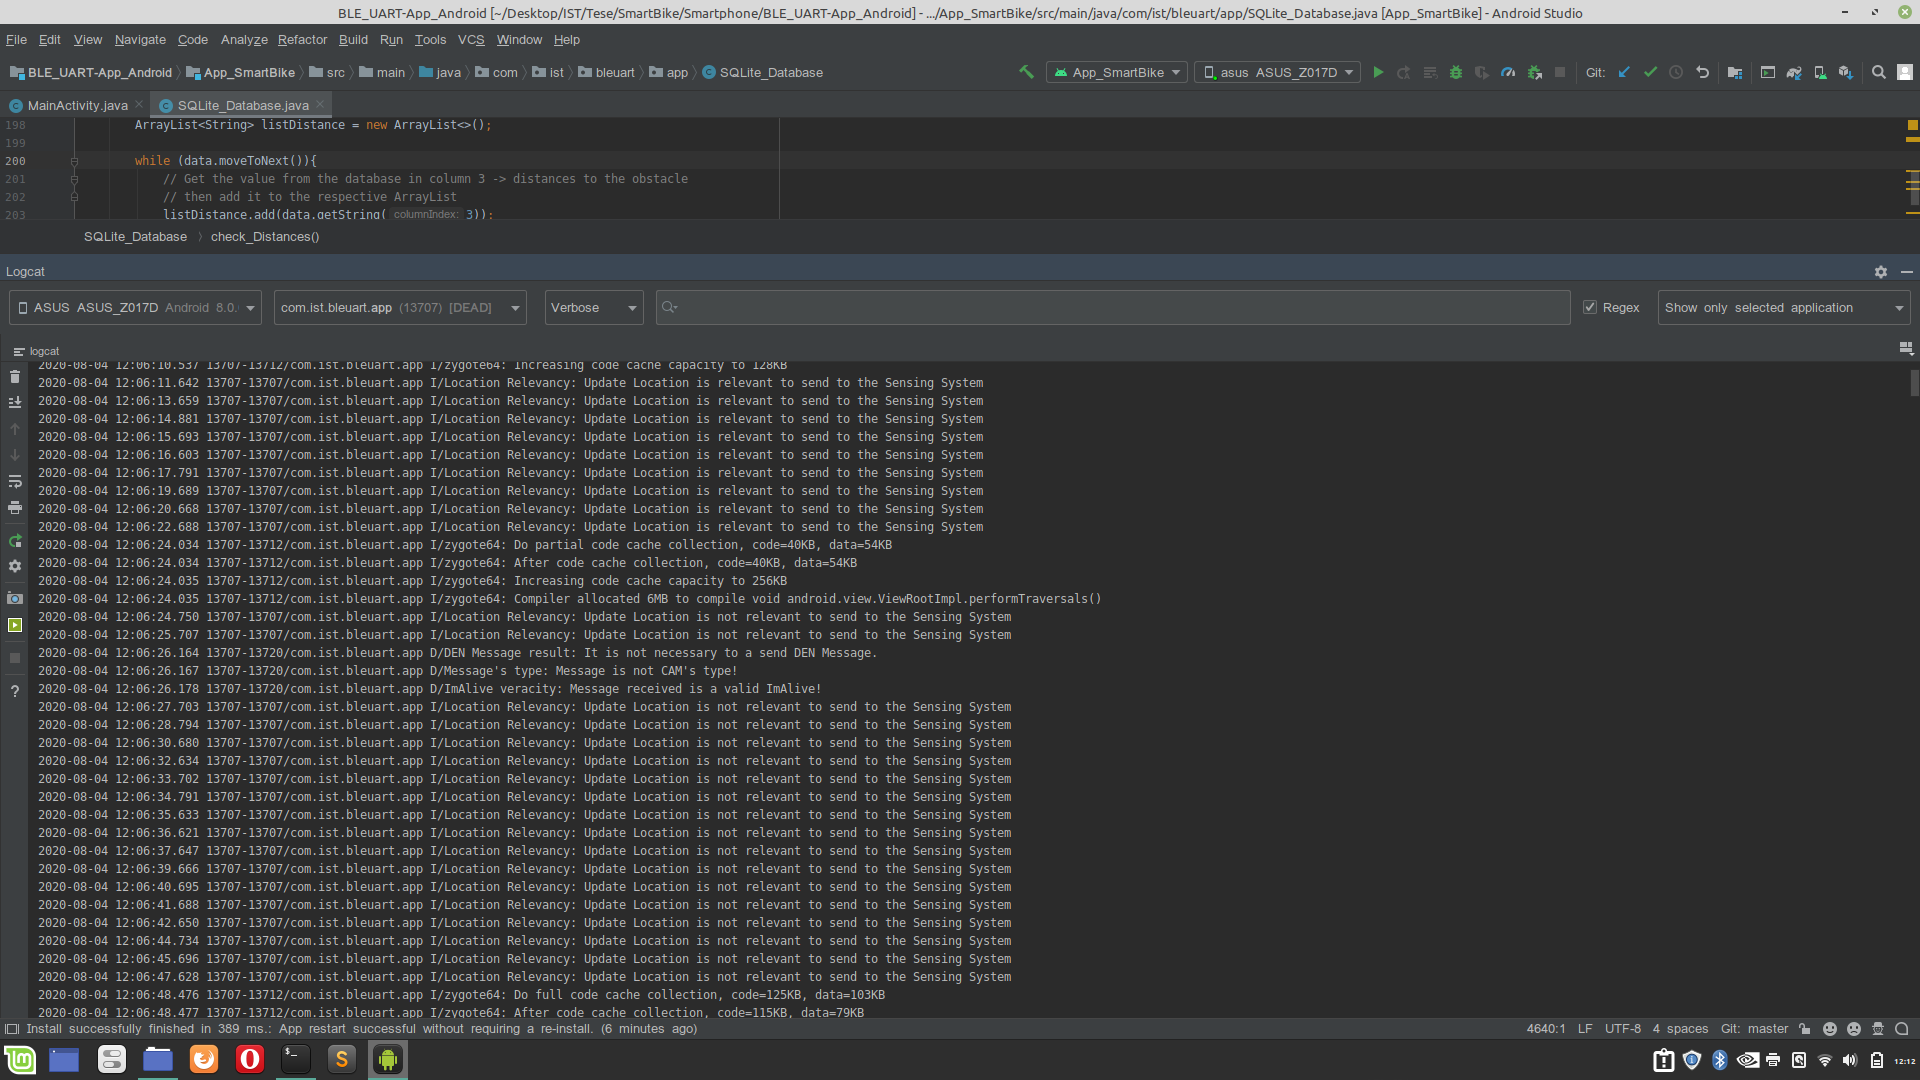 BLE_UART-App_Android [~/Desktop/IST/Tese/SmartBike/Smartphone/BLE_UART-App_Android] - .../App_SmartBike/src/main/java/com/ist/bleuart/app/SQLite_Database.java [App_SmartBike] - Android Studio
File Edit View Navigate Code Analyze Refactor Build Run Tools VCS Window Help
BLE_UART-App_Android App_SmartBike src main java com ist bleuart app SQLite_Database App_SmartBike asus ASUS_Z017D Git:
MainActivity.java SQLite_Database.java
198 ArrayList<String> listDistance = new ArrayList<>();
199
200 while (data.moveToNext()){
201 // Get the value from the database in column 3 -> distances to the obstacle
202 // then add it to the respective ArrayList
203 listDistance.add(data.getString( columnIndex: 3));
SQLite_Database check_Distances()
Logcat
ASUS ASUS_Z017D Android 8.0. com.ist.bleuart.app (13707) [DEAD] Verbose Regex Show only selected application
logcat
2020-08-04 12:06:10.537 13707-13712/com.ist.bleuart.app I/zygote64: Increasing code cache capacity to 128KB
2020-08-04 12:06:11.642 13707-13707/com.ist.bleuart.app I/Location Relevancy: Update Location is relevant to send to the Sensing System
2020-08-04 12:06:13.659 13707-13707/com.ist.bleuart.app I/Location Relevancy: Update Location is relevant to send to the Sensing System
2020-08-04 12:06:14.881 13707-13707/com.ist.bleuart.app I/Location Relevancy: Update Location is relevant to send to the Sensing System
2020-08-04 12:06:15.693 13707-13707/com.ist.bleuart.app I/Location Relevancy: Update Location is relevant to send to the Sensing System
2020-08-04 12:06:16.603 13707-13707/com.ist.bleuart.app I/Location Relevancy: Update Location is relevant to send to the Sensing System
2020-08-04 12:06:17.791 13707-13707/com.ist.bleuart.app I/Location Relevancy: Update Location is relevant to send to the Sensing System
2020-08-04 12:06:19.689 13707-13707/com.ist.bleuart.app I/Location Relevancy: Update Location is relevant to send to the Sensing System
2020-08-04 12:06:20.668 13707-13707/com.ist.bleuart.app I/Location Relevancy: Update Location is relevant to send to the Sensing System
2020-08-04 12:06:22.688 13707-13707/com.ist.bleuart.app I/Location Relevancy: Update Location is relevant to send to the Sensing System
2020-08-04 12:06:24.034 13707-13712/com.ist.bleuart.app I/zygote64: Do partial code cache collection, code=40KB, data=54KB
2020-08-04 12:06:24.034 13707-13712/com.ist.bleuart.app I/zygote64: After code cache collection, code=40KB, data=54KB
2020-08-04 12:06:24.035 13707-13712/com.ist.bleuart.app I/zygote64: Increasing code cache capacity to 256KB
2020-08-04 12:06:24.035 13707-13712/com.ist.bleuart.app I/zygote64: Compiler allocated 6MB to compile void android.view.ViewRootImpl.performTraversals()
2020-08-04 12:06:24.750 13707-13707/com.ist.bleuart.app I/Location Relevancy: Update Location is not relevant to send to the Sensing System
2020-08-04 12:06:25.707 13707-13707/com.ist.bleuart.app I/Location Relevancy: Update Location is not relevant to send to the Sensing System
2020-08-04 12:06:26.164 13707-13720/com.ist.bleuart.app D/DEN Message result: It is not necessary to a send DEN Message.
2020-08-04 12:06:26.167 13707-13720/com.ist.bleuart.app D/Message's type: Message is not CAM's type!
2020-08-04 12:06:26.178 13707-13720/com.ist.bleuart.app D/ImAlive veracity: Message received is a valid ImAlive!
2020-08-04 12:06:27.703 13707-13707/com.ist.bleuart.app I/Location Relevancy: Update Location is not relevant to send to the Sensing System
2020-08-04 12:06:28.794 13707-13707/com.ist.bleuart.app I/Location Relevancy: Update Location is not relevant to send to the Sensing System
2020-08-04 12:06:30.680 13707-13707/com.ist.bleuart.app I/Location Relevancy: Update Location is not relevant to send to the Sensing System
2020-08-04 12:06:32.634 13707-13707/com.ist.bleuart.app I/Location Relevancy: Update Location is not relevant to send to the Sensing System
2020-08-04 12:06:33.702 13707-13707/com.ist.bleuart.app I/Location Relevancy: Update Location is not relevant to send to the Sensing System
2020-08-04 12:06:34.791 13707-13707/com.ist.bleuart.app I/Location Relevancy: Update Location is not relevant to send to the Sensing System
2020-08-04 12:06:35.633 13707-13707/com.ist.bleuart.app I/Location Relevancy: Update Location is not relevant to send to the Sensing System
2020-08-04 12:06:36.621 13707-13707/com.ist.bleuart.app I/Location Relevancy: Update Location is not relevant to send to the Sensing System
2020-08-04 12:06:37.647 13707-13707/com.ist.bleuart.app I/Location Relevancy: Update Location is not relevant to send to the Sensing System
2020-08-04 12:06:39.666 13707-13707/com.ist.bleuart.app I/Location Relevancy: Update Location is not relevant to send to the Sensing System
2020-08-04 12:06:40.695 13707-13707/com.ist.bleuart.app I/Location Relevancy: Update Location is not relevant to send to the Sensing System
2020-08-04 12:06:41.688 13707-13707/com.ist.bleuart.app I/Location Relevancy: Update Location is not relevant to send to the Sensing System
2020-08-04 12:06:42.650 13707-13707/com.ist.bleuart.app I/Location Relevancy: Update Location is not relevant to send to the Sensing System
2020-08-04 12:06:44.734 13707-13707/com.ist.bleuart.app I/Location Relevancy: Update Location is not relevant to send to the Sensing System
2020-08-04 12:06:45.696 13707-13707/com.ist.bleuart.app I/Location Relevancy: Update Location is not relevant to send to the Sensing System
2020-08-04 12:06:47.628 13707-13707/com.ist.bleuart.app I/Location Relevancy: Update Location is not relevant to send to the Sensing System
2020-08-04 12:06:48.476 13707-13712/com.ist.bleuart.app I/zygote64: Do full code cache collection, code=125KB, data=103KB
2020-08-04 12:06:48.477 13707-13712/com.ist.bleuart.app I/zygote64: After code cache collection, code=115KB, data=79KB
Install successfully finished in 389 ms.: App restart successful without requiring a re-install. (6 minutes ago) 4640:1 LF UTF-8 4 spaces Git: master
12:12